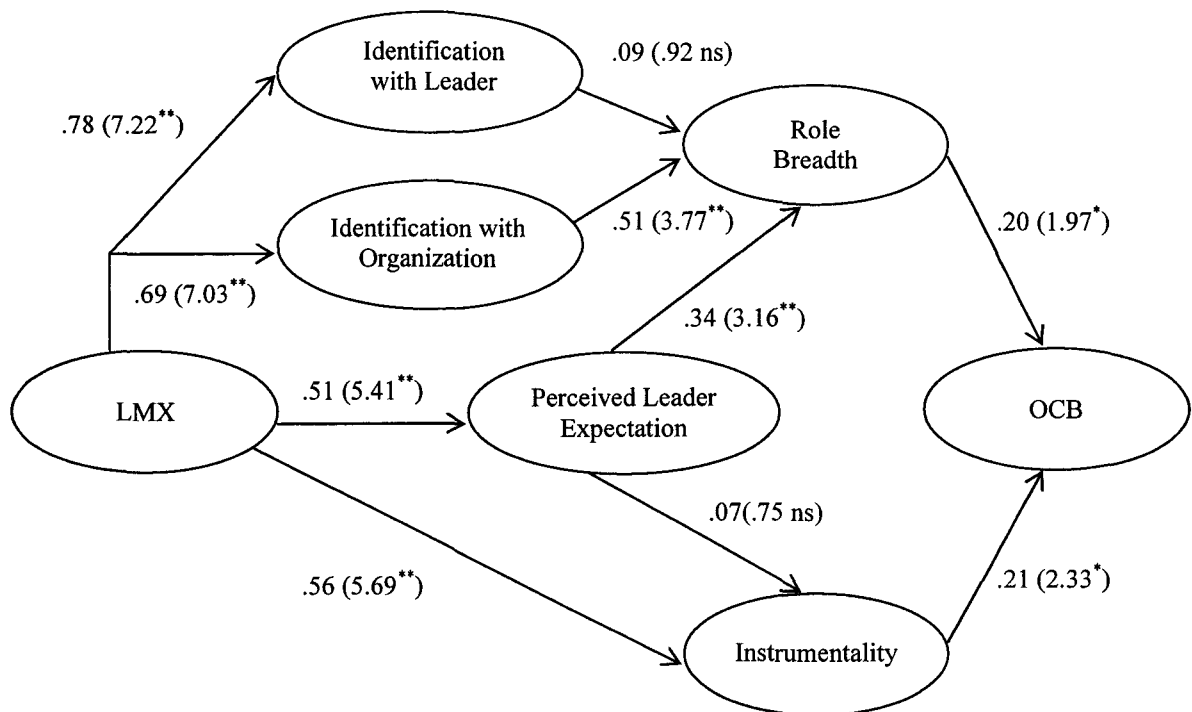 Identification
with Leader
.09 (.92 ns)
.78 (7.22**)
Role
Breadth
Identification with
Organization
.51 (3.77**)
.20 (1.97*)
.69 (7.03**)
.34 (3.16**)
LMX
.51 (5.41**)
Perceived Leader
Expectation
OCB
.07(.75 ns)
.56 (5.69**)
.21 (2.33*)
Instrumentality